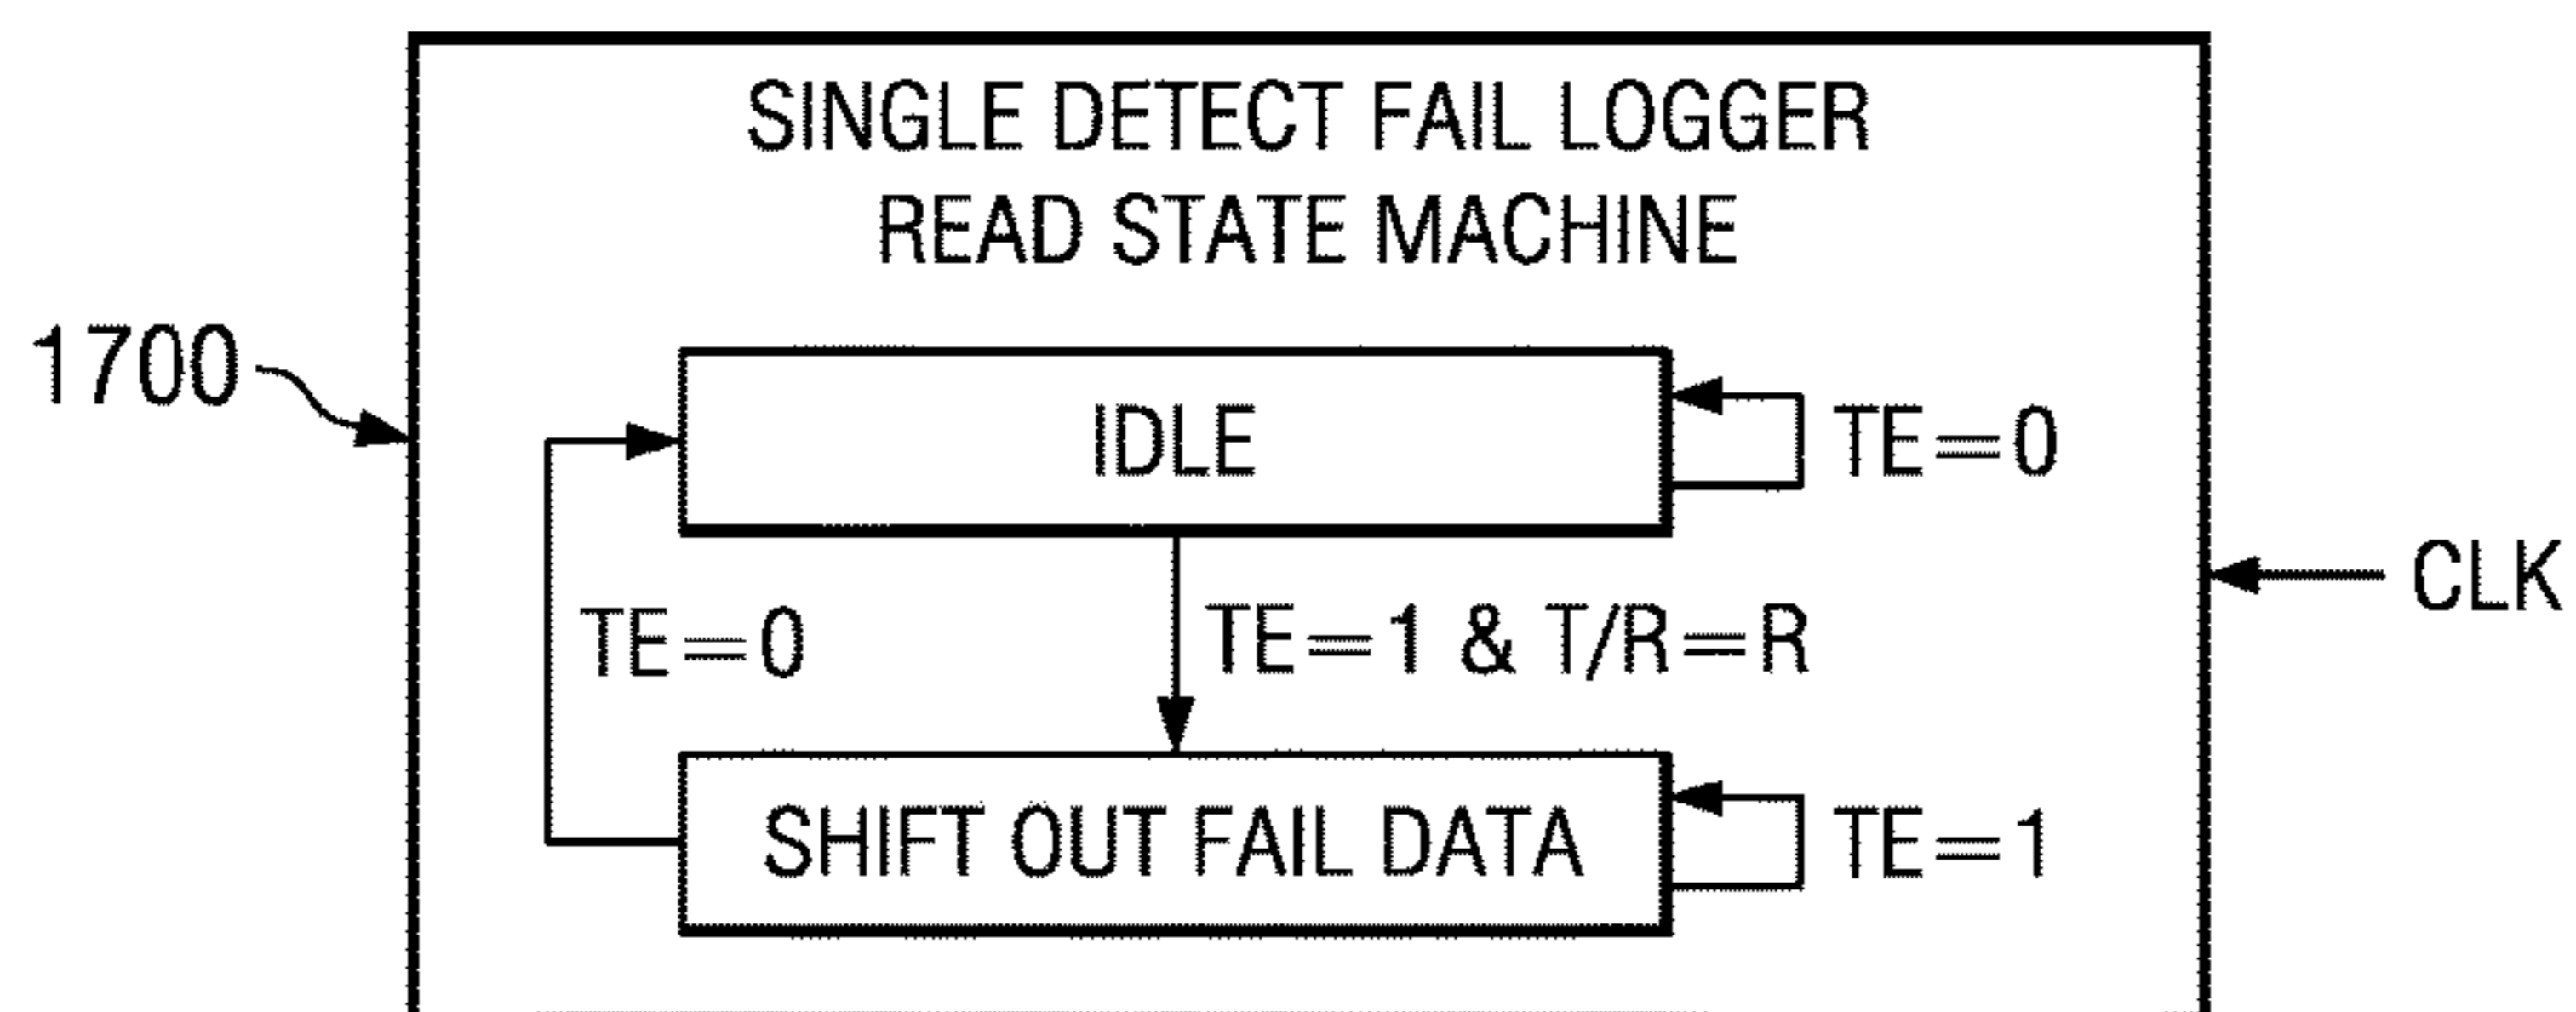 SINGLE DETECT FAIL LOGGER
READ STATE MACHINE
1700
IDLE
TE=0
CLK
TE=0
TE=1 & T/R=R
SHIFT OUT FAIL DATA
TE=1